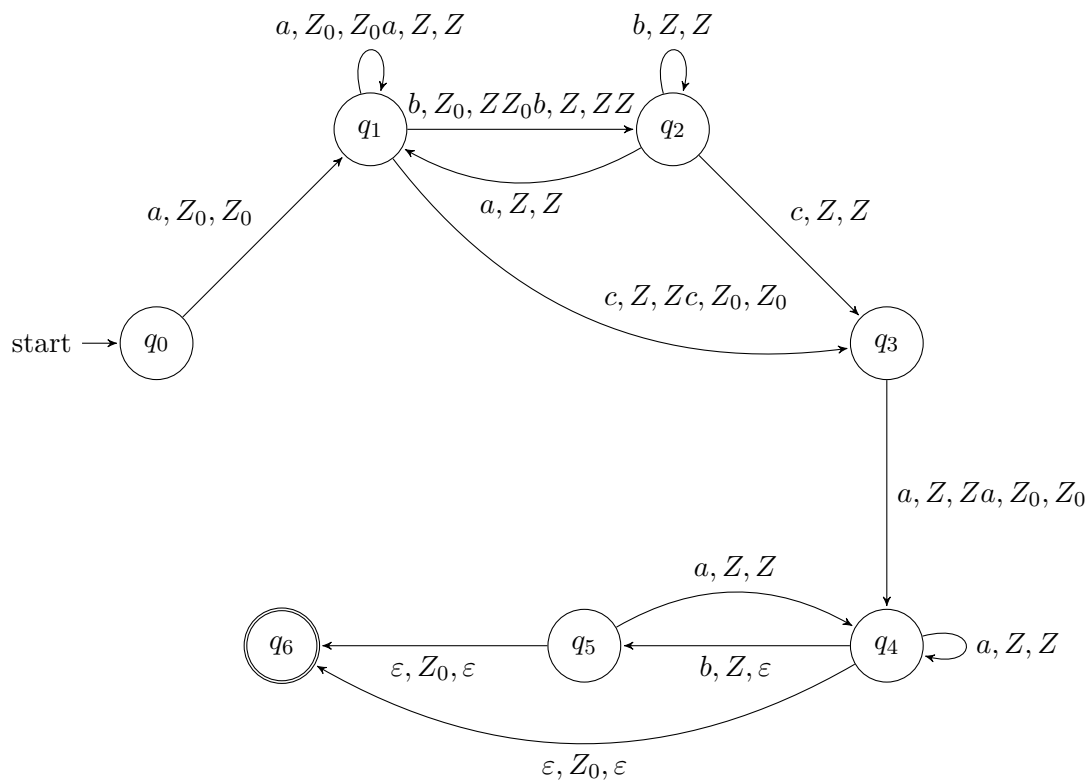 a, Z₀, Z₀a, Z, Z
b, Z, Z
b, Z₀, ZZ₀b, Z, ZZ
q₁
q₂
a, Z, Z
a, Z₀, Z₀
c, Z, Z
c, Z, Zc, Z₀, Z₀
start
q₀
q₃
a, Z, Za, Z₀, Z₀
a, Z, Z
q₆
q₅
q₄
a, Z, Z
ε, Z₀, ε
b, Z, ε
ε, Z₀, ε